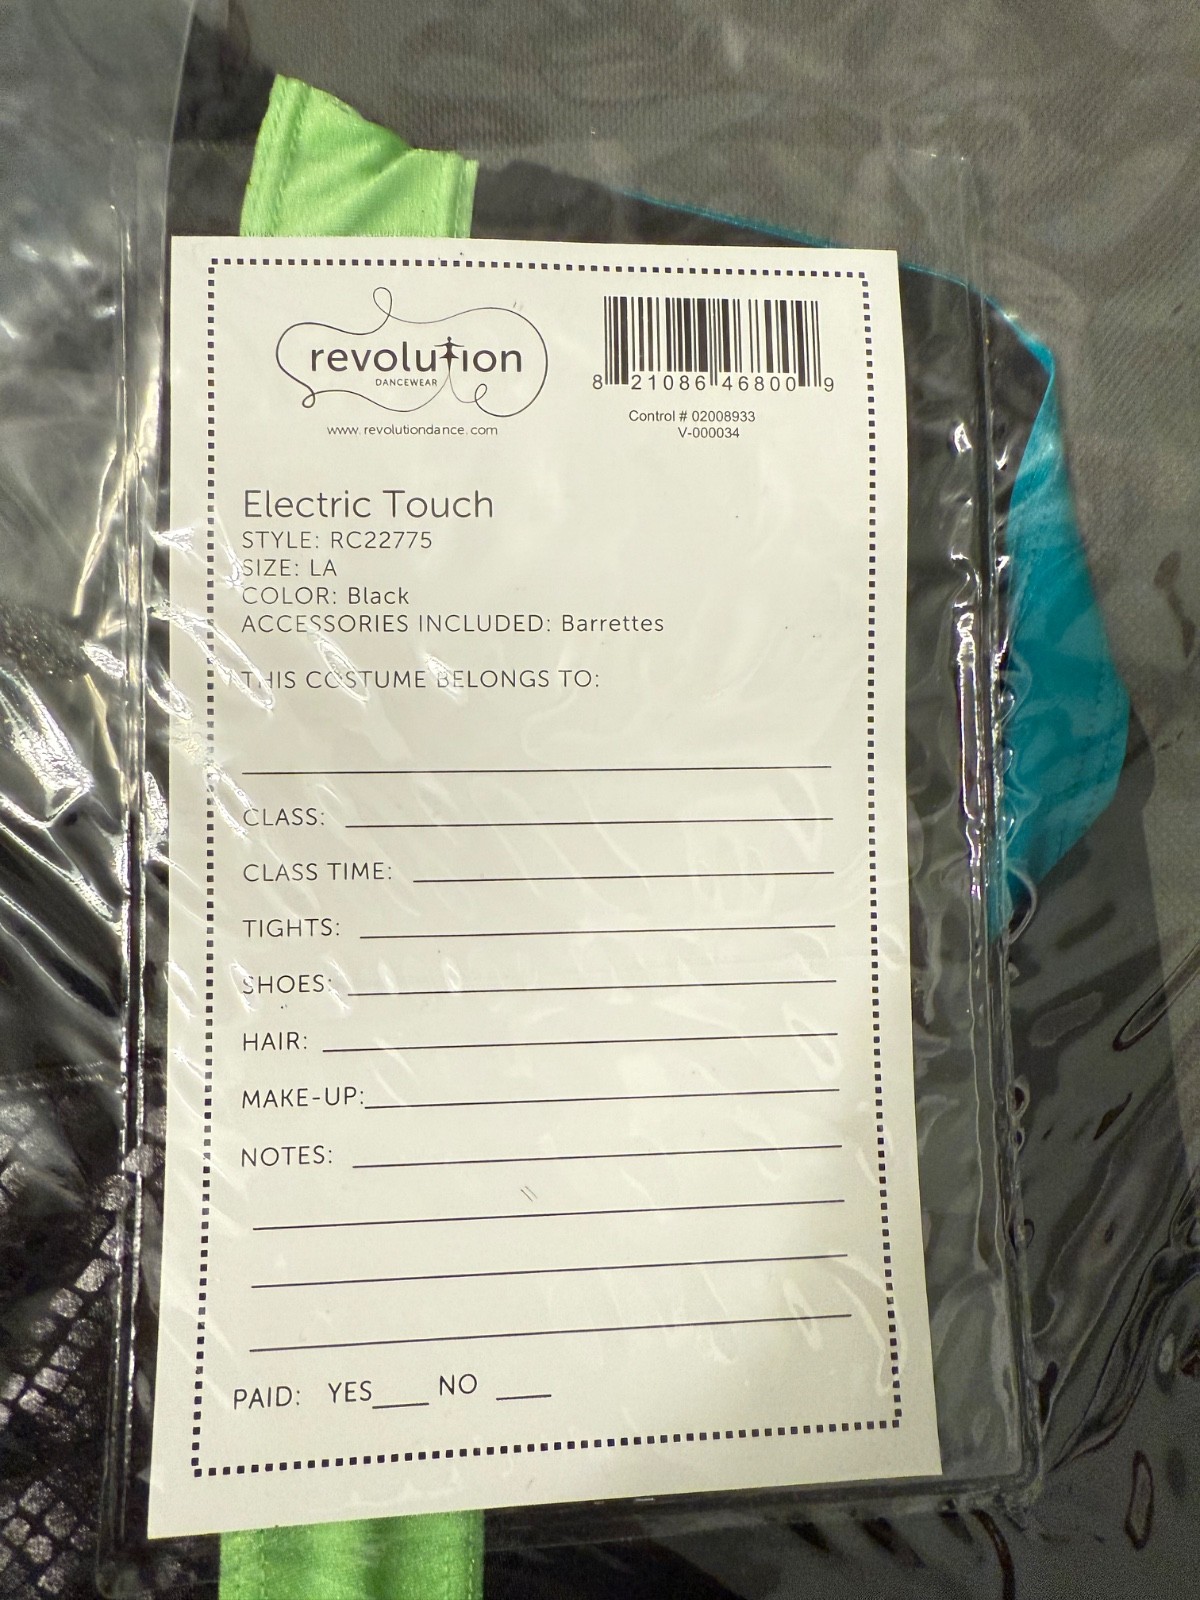 revolution
DANCEWEAR
www.revolutiondance.com
8 21086 46800 9
Control # 02008933
V-000034
Electric Touch
STYLE: RC22775
SIZE: LA
COLOR: Black
ACCESSORIES INCLUDED: Barrettes
THIS COSTUME BELONGS TO:
CLASS:
CLASS TIME:
TIGHTS:
SHOES:
HAIR:
MAKE-UP:
NOTES:
PAID: YES___ NO ___